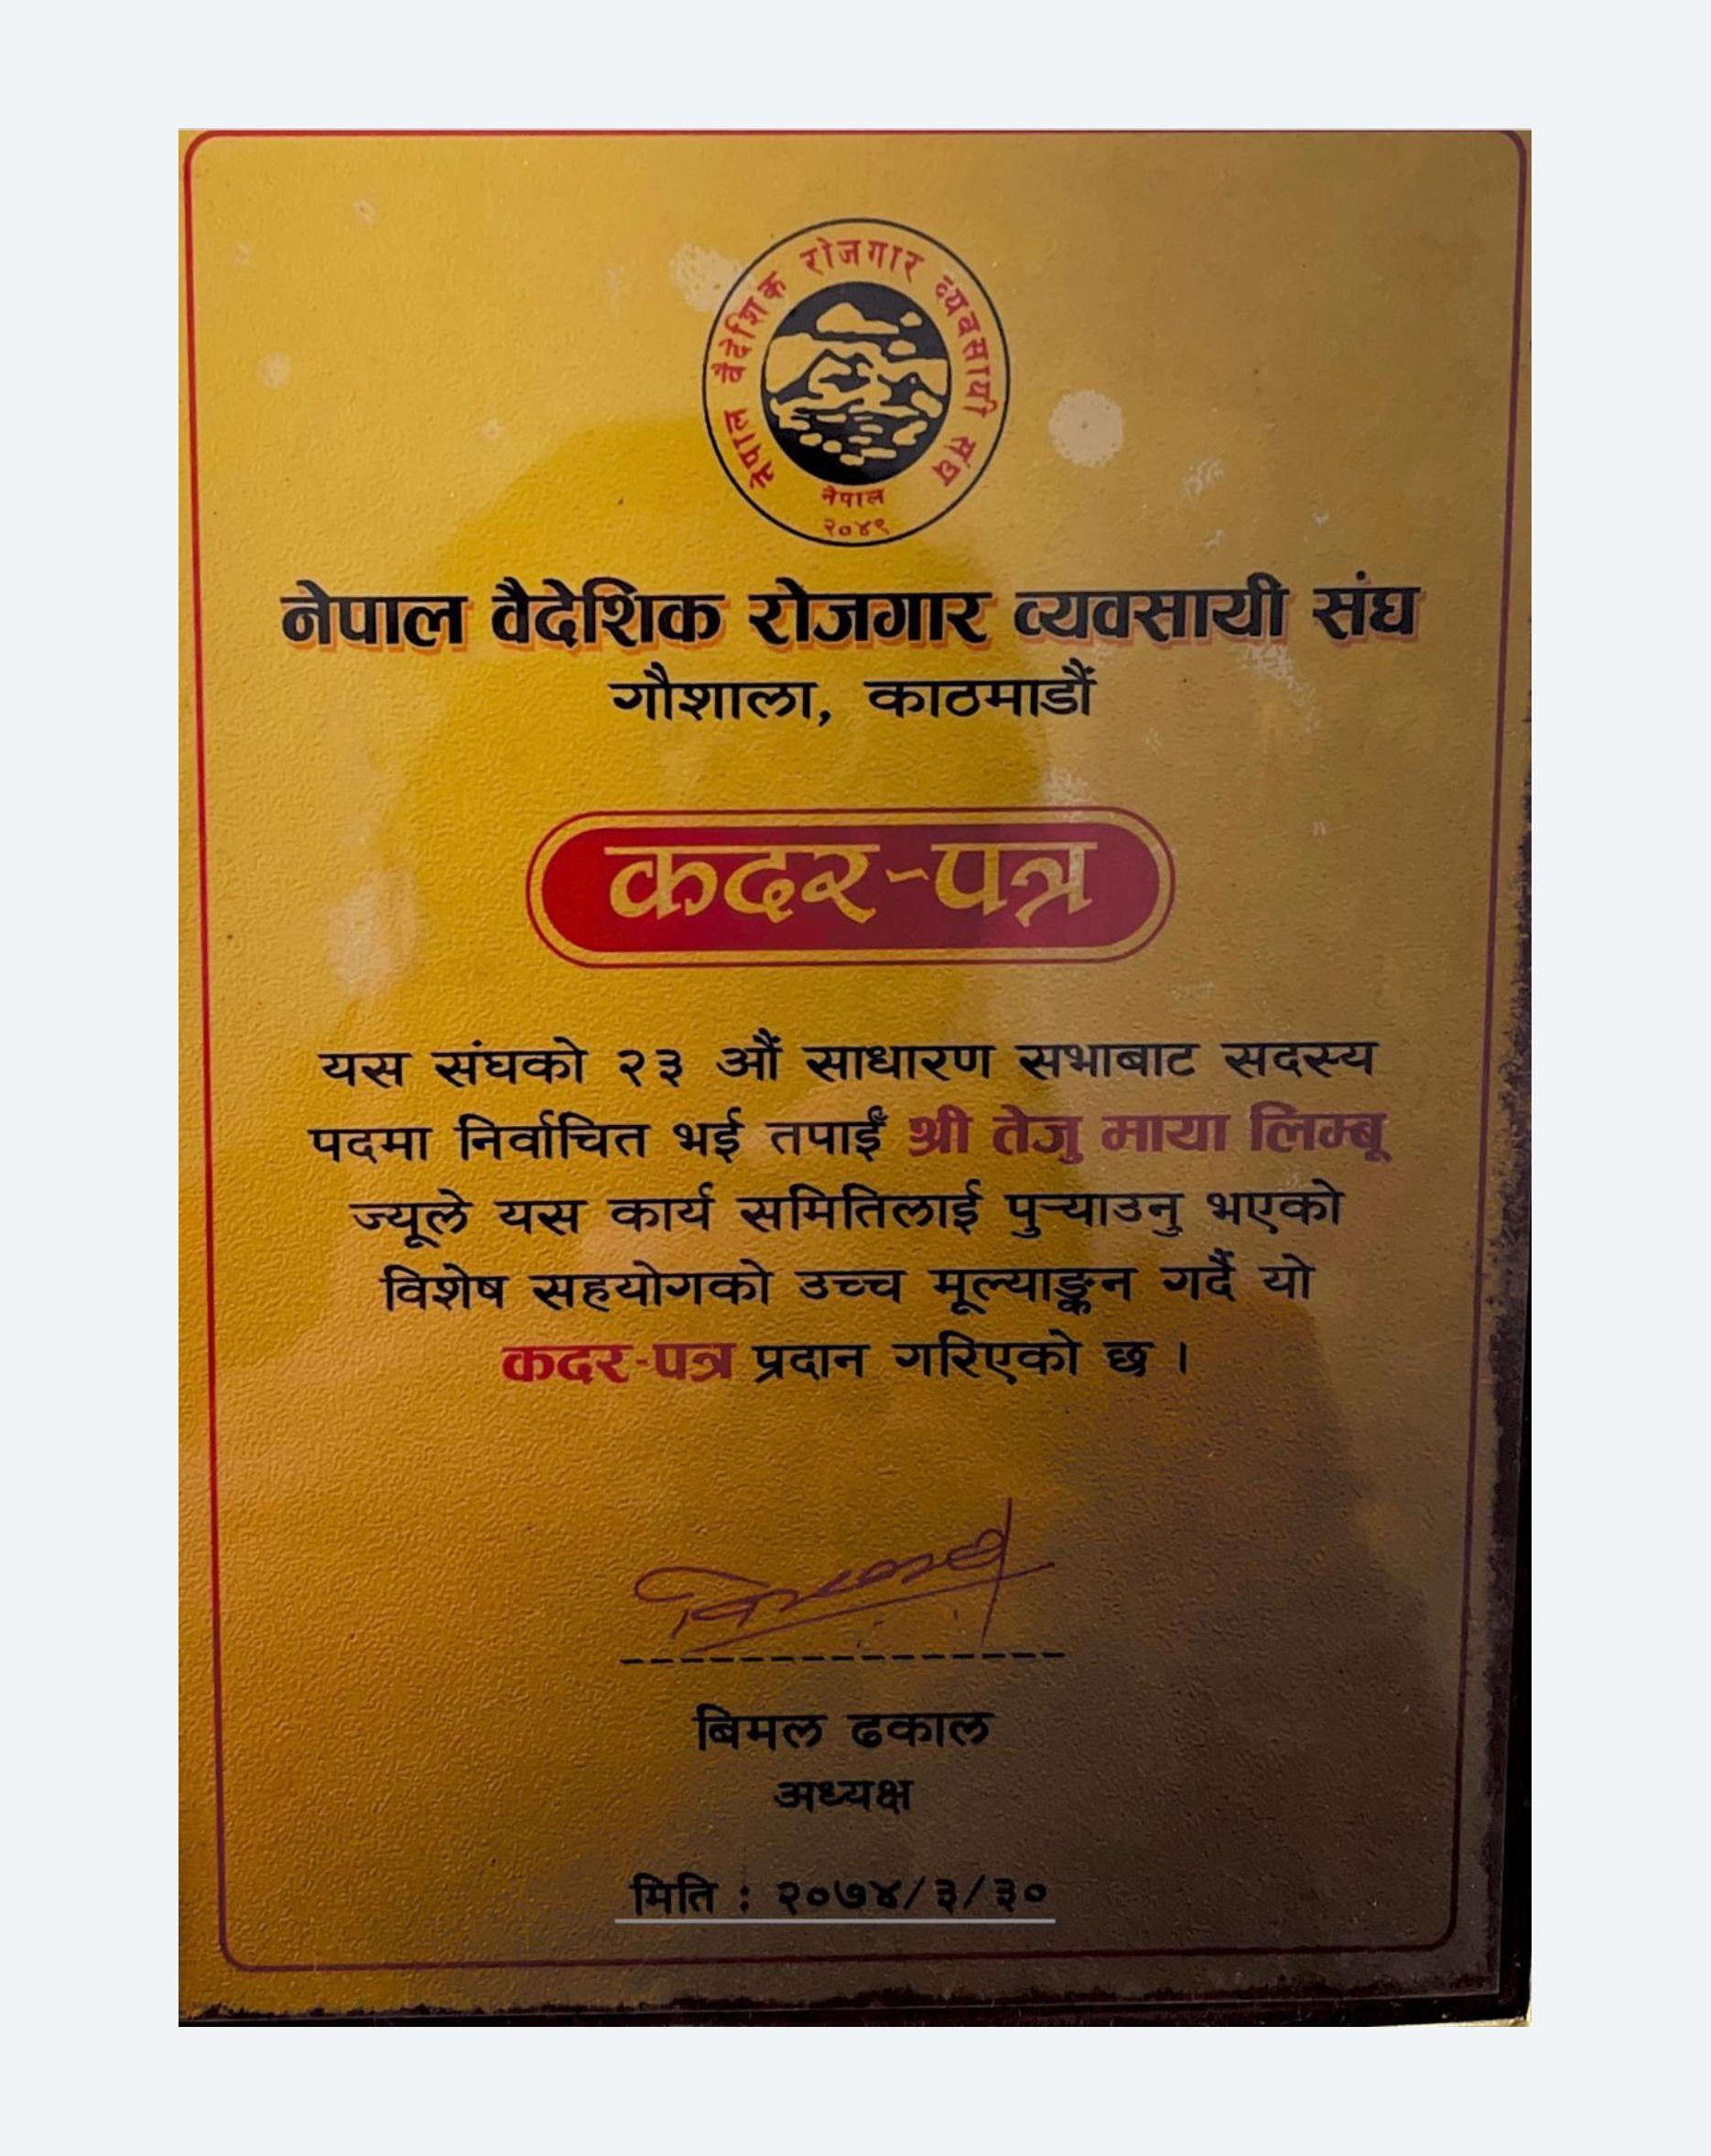 नेपाल वैदेशिक रोजगार व्यवसायी संघ
नेपाल
२०४९
नेपाल वैदेशिक रोजगार व्यवसायी संघ
गौशाला, काठमाडौं
कदर-पत्र
यस संघको २३ औं साधारण सभाबाट सदस्य
पदमा निर्वाचित भई तपाईं श्री तेजु माया लिम्बू
ज्यूले यस कार्य समितिलाई पुर्‍याउनु भएको
विशेष सहयोगको उच्च मूल्याङ्कन गर्दै यो
कदर-पत्र प्रदान गरिएको छ ।
बिमल ढकाल
अध्यक्ष
मिति : २०७४/३/३०